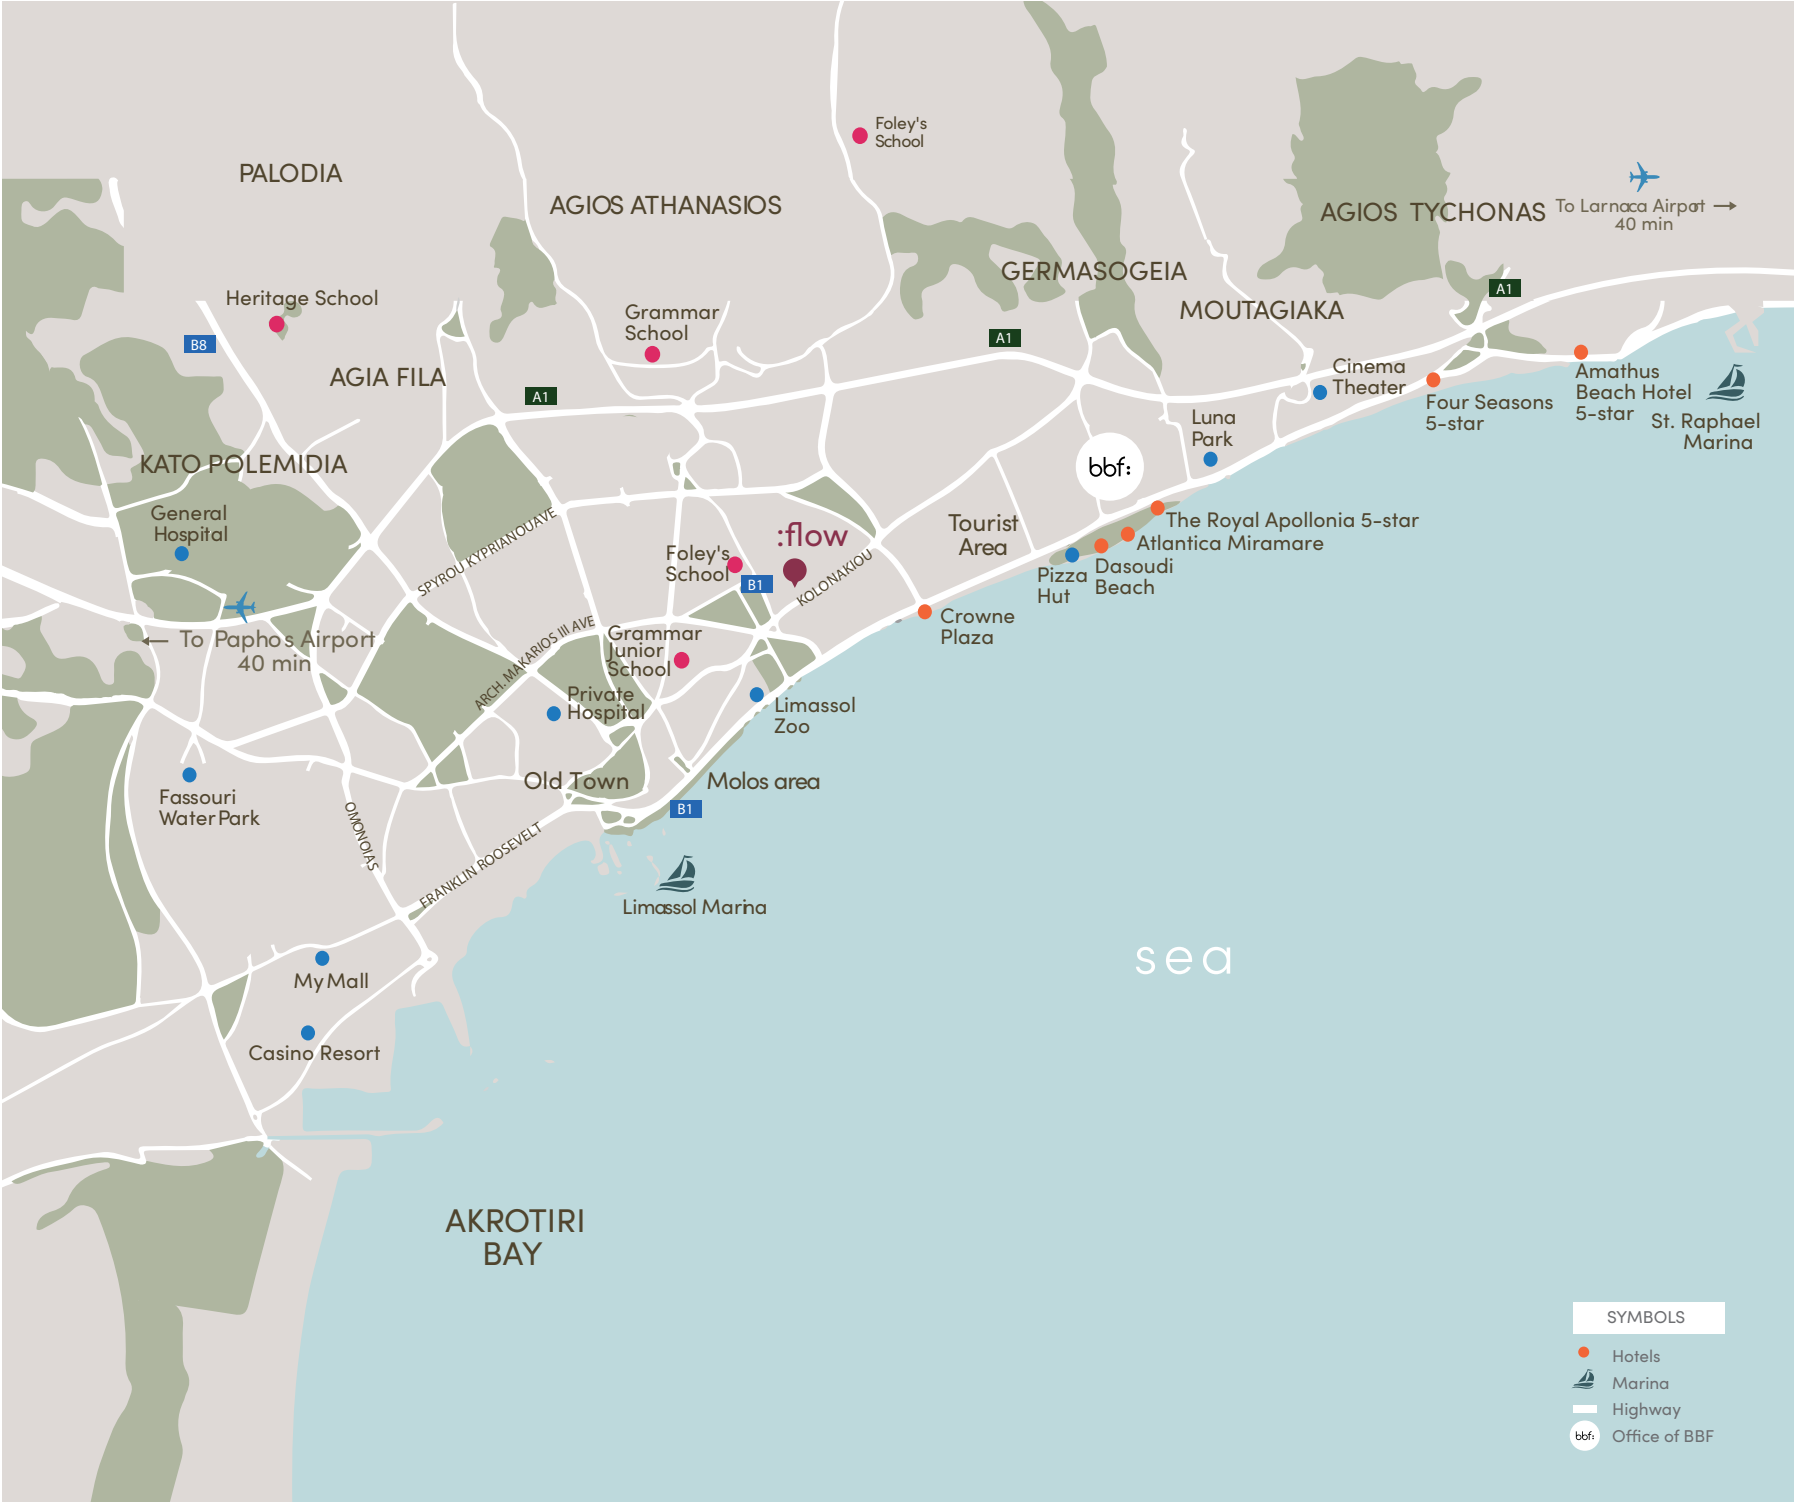 Foley's
School
PALODIA
AGIOS ATHANASIOS
AGIOS TYCHONAS
To Larnaca Airport
40 min
GERMASOGEIA
A1
Heritage School
MOUTAGIAKA
Grammar
School
B8
A1
Cinema
Theater
AGIA FILA
A1
Amathus
Beach Hotel
5-star
Four Seasons
5-star
St. Raphael
Marina
Luna
Park
KATO POLEMIDIA
bbf:
General
Hospital
SPYROU KYPRIANOUAVE
:flow
Tourist
Area
The Royal Apollonia 5-star
Atlantica Miramare
Foley's
School
B1
KOLONAKIOU
Pizza
Hut
Dasoudi
Beach
Crowne
Plaza
To Paphos Airport
40 min
ARCH. MAKARIOS III AVE
Grammar
Junior
School
Private
Hospital
Limassol
Zoo
Old Town
Molos area
B1
Fassouri
WaterPark
OMONOIAS
FRANKLIN ROOSEVELT
Limassol Marina
sea
My Mall
Casino Resort
AKROTIRI
BAY
SYMBOLS
Hotels
Marina
Highway
bbf:
Office of BBF